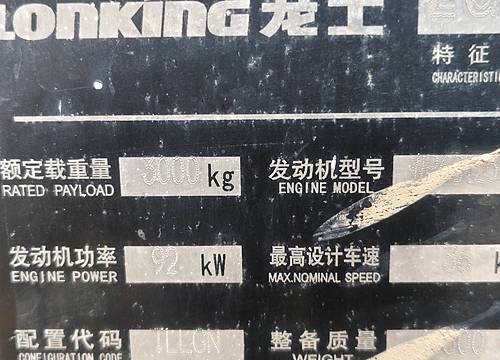 LONKING 龙工
特征
CHARACTERISTIC
额定载重量 3000 kg 发动机型号
RATED PAYLOAD ENGINE MODEL
发动机功率 92 kW 最高设计车速
ENGINE POWER MAX.NOMINAL SPEED
配置代码 整备质量
CONFIGURATION CODE WEIGHT